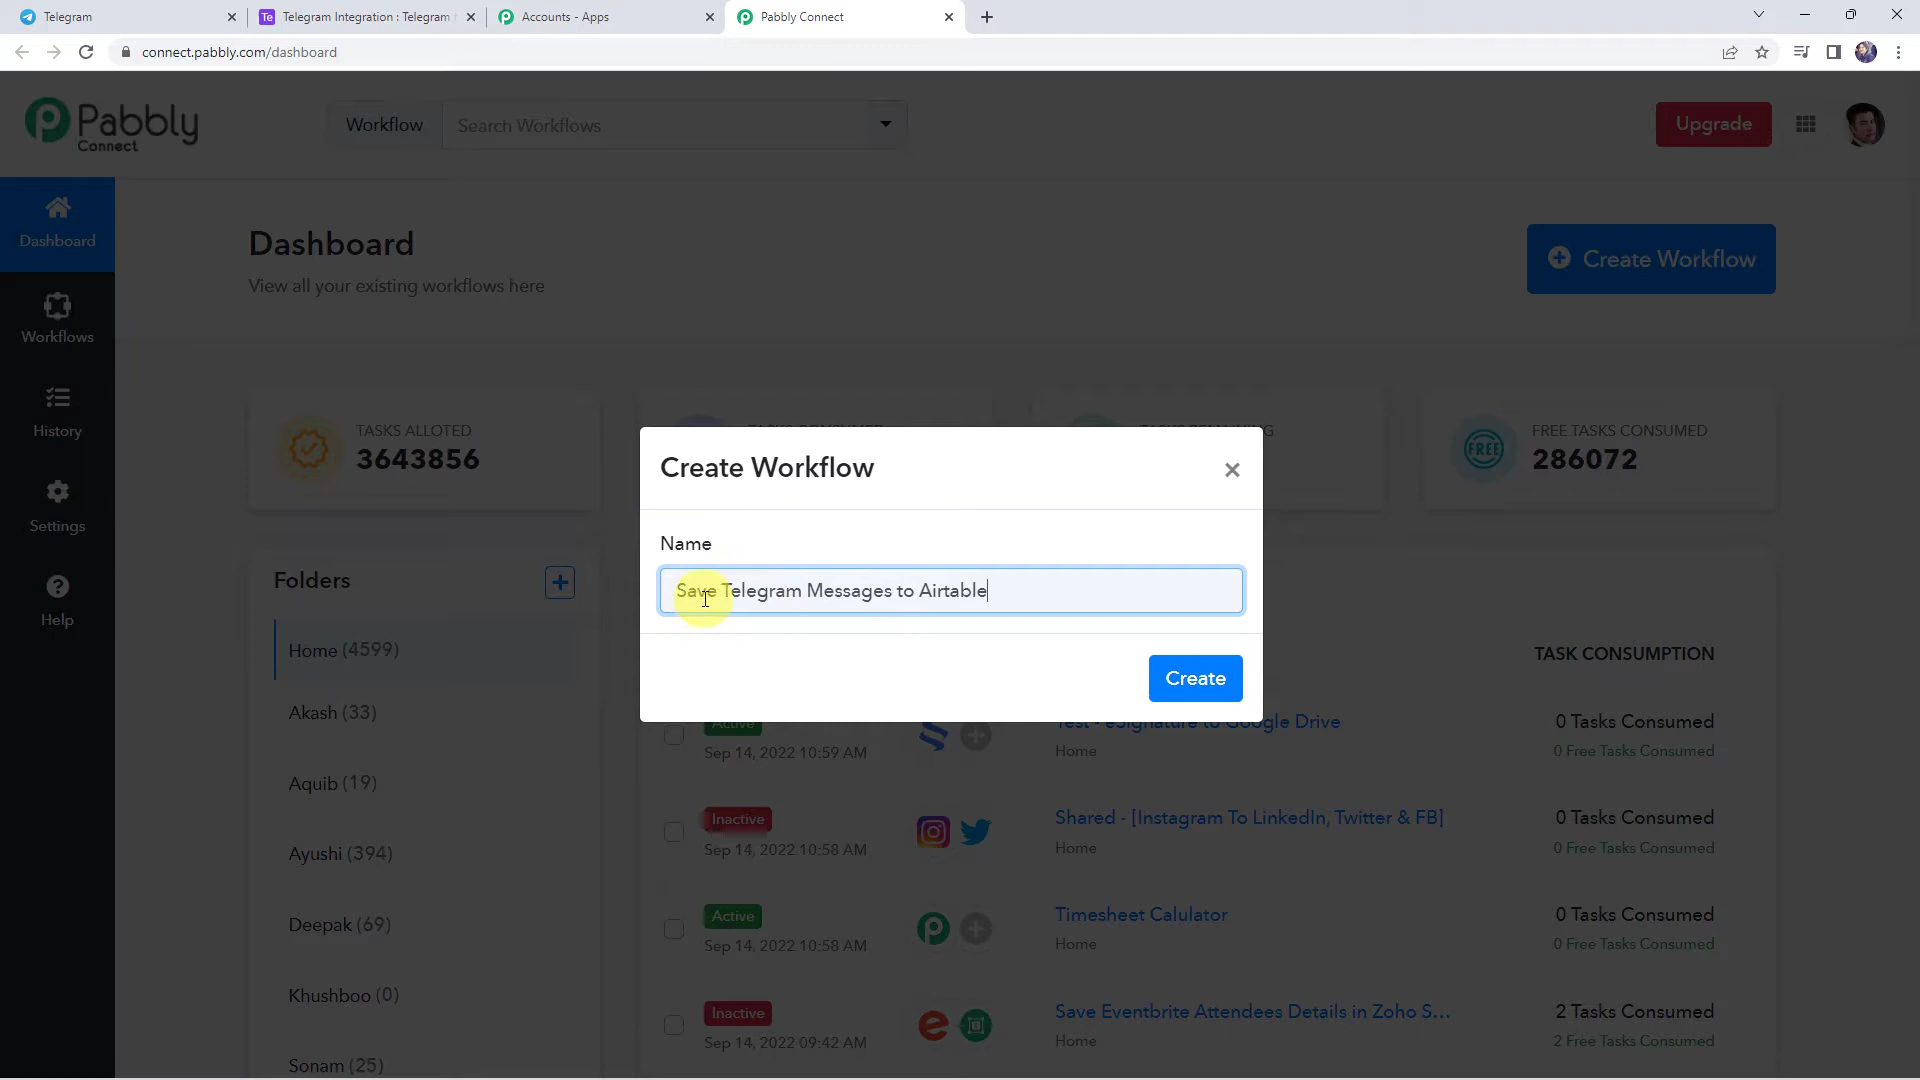 Telegram
Telegram Integration : Telegram
Accounts - Apps
Pabbly Connect
connect.pabbly.com/dashboard
Pabbly
Connect
Workflow
Search Workflows
Upgrade
Dashboard
Workflows
History
Settings
Help
Dashboard
View all your existing workflows here
Create Workflow
TASKS ALLOTED
3643856
FREE
FREE TASKS CONSUMED
286072
Create Workflow
Name
Save Telegram Messages to Airtable
Create
Folders
Home (4599)
Akash (33)
Aquib (19)
Ayushi (394)
Deepak (69)
Khushboo (0)
Sonam (25)
TASK CONSUMPTION
Active
Sep 14, 2022 10:59 AM
Test - eSignature to Google Drive
Home
0 Tasks Consumed
0 Free Tasks Consumed
Inactive
Sep 14, 2022 10:58 AM
Shared - [Instagram To LinkedIn, Twitter & FB]
Home
0 Tasks Consumed
0 Free Tasks Consumed
Active
Sep 14, 2022 10:58 AM
Timesheet Calulator
Home
0 Tasks Consumed
0 Free Tasks Consumed
Inactive
Sep 14, 2022 09:42 AM
Save Eventbrite Attendees Details in Zoho S...
Home
2 Tasks Consumed
2 Free Tasks Consumed